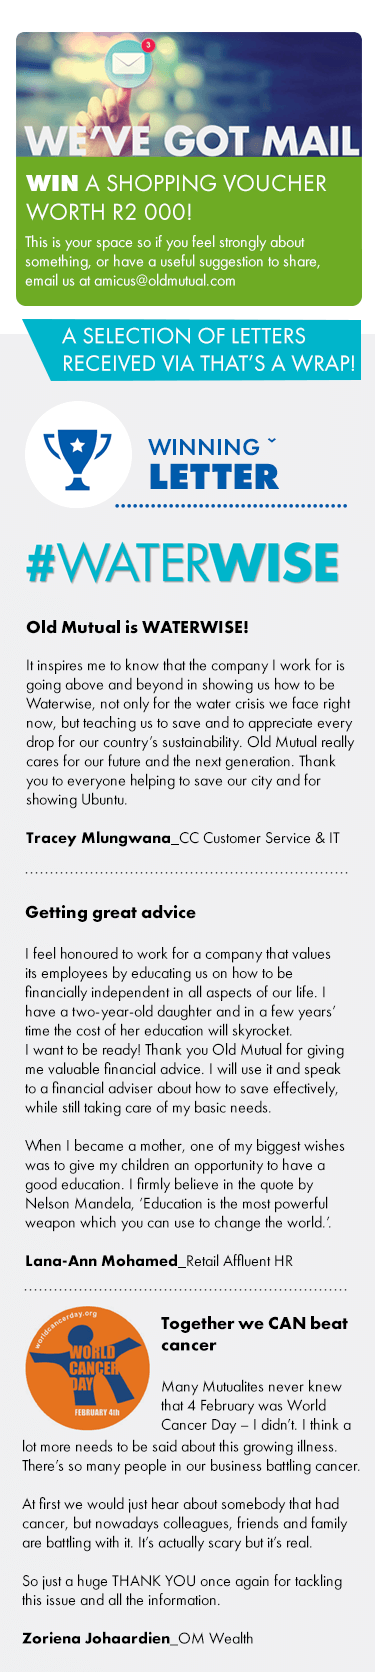 3
WE'VE GOT MAIL
WIN A SHOPPING VOUCHER
WORTH R2 000!
This is your space so if you feel strongly about
something, or have a useful suggestion to share,
email us at amicus@oldmutual.com
A SELECTION OF LETTERS
RECEIVED VIA THAT'S A WRAP!
WINNING
LETTER
#WATERWISE
Old Mutual is WATERWISE!
It inspires me to know that the company I work for is
going above and beyond in showing us how to be
Waterwise, not only for the water crisis we face right
now, but teaching us to save and to appreciate every
drop for our country's sustainability. Old Mutual really
cares for our future and the next generation. Thank
you to everyone helping to save our city and for
showing Ubuntu.
Tracey Mlungwana_CC Customer Service & IT
Getting great advice
I feel honoured to work for a company that values
its employees by educating us on how to be
financially independent in all aspects of our life. I
have a two-year-old daughter and in a few years'
time the cost of her education will skyrocket.
I want to be ready! Thank you Old Mutual for giving
me valuable financial advice. I will use it and speak
to a financial adviser about how to save effectively,
while still taking care of my basic needs.
When I became a mother, one of my biggest wishes
was to give my children an opportunity to have a
good education. I firmly believe in the quote by
Nelson Mandela, 'Education is the most powerful
weapon which you can use to change the world.'.
Lana-Ann Mohamed_Retail Affluent HR
worldcancerday.org
WORLD
CANCER
DAY
FEBRUARY 4th
Together we CAN beat
cancer
Many Mutualites never knew
that 4 February was World
Cancer Day – I didn't. I think a
lot more needs to be said about this growing illness.
There's so many people in our business battling cancer.
At first we would just hear about somebody that had
cancer, but nowadays colleagues, friends and family
are battling with it. It's actually scary but it's real.
So just a huge THANK YOU once again for tackling
this issue and all the information.
Zoriena Johaardien_OM Wealth